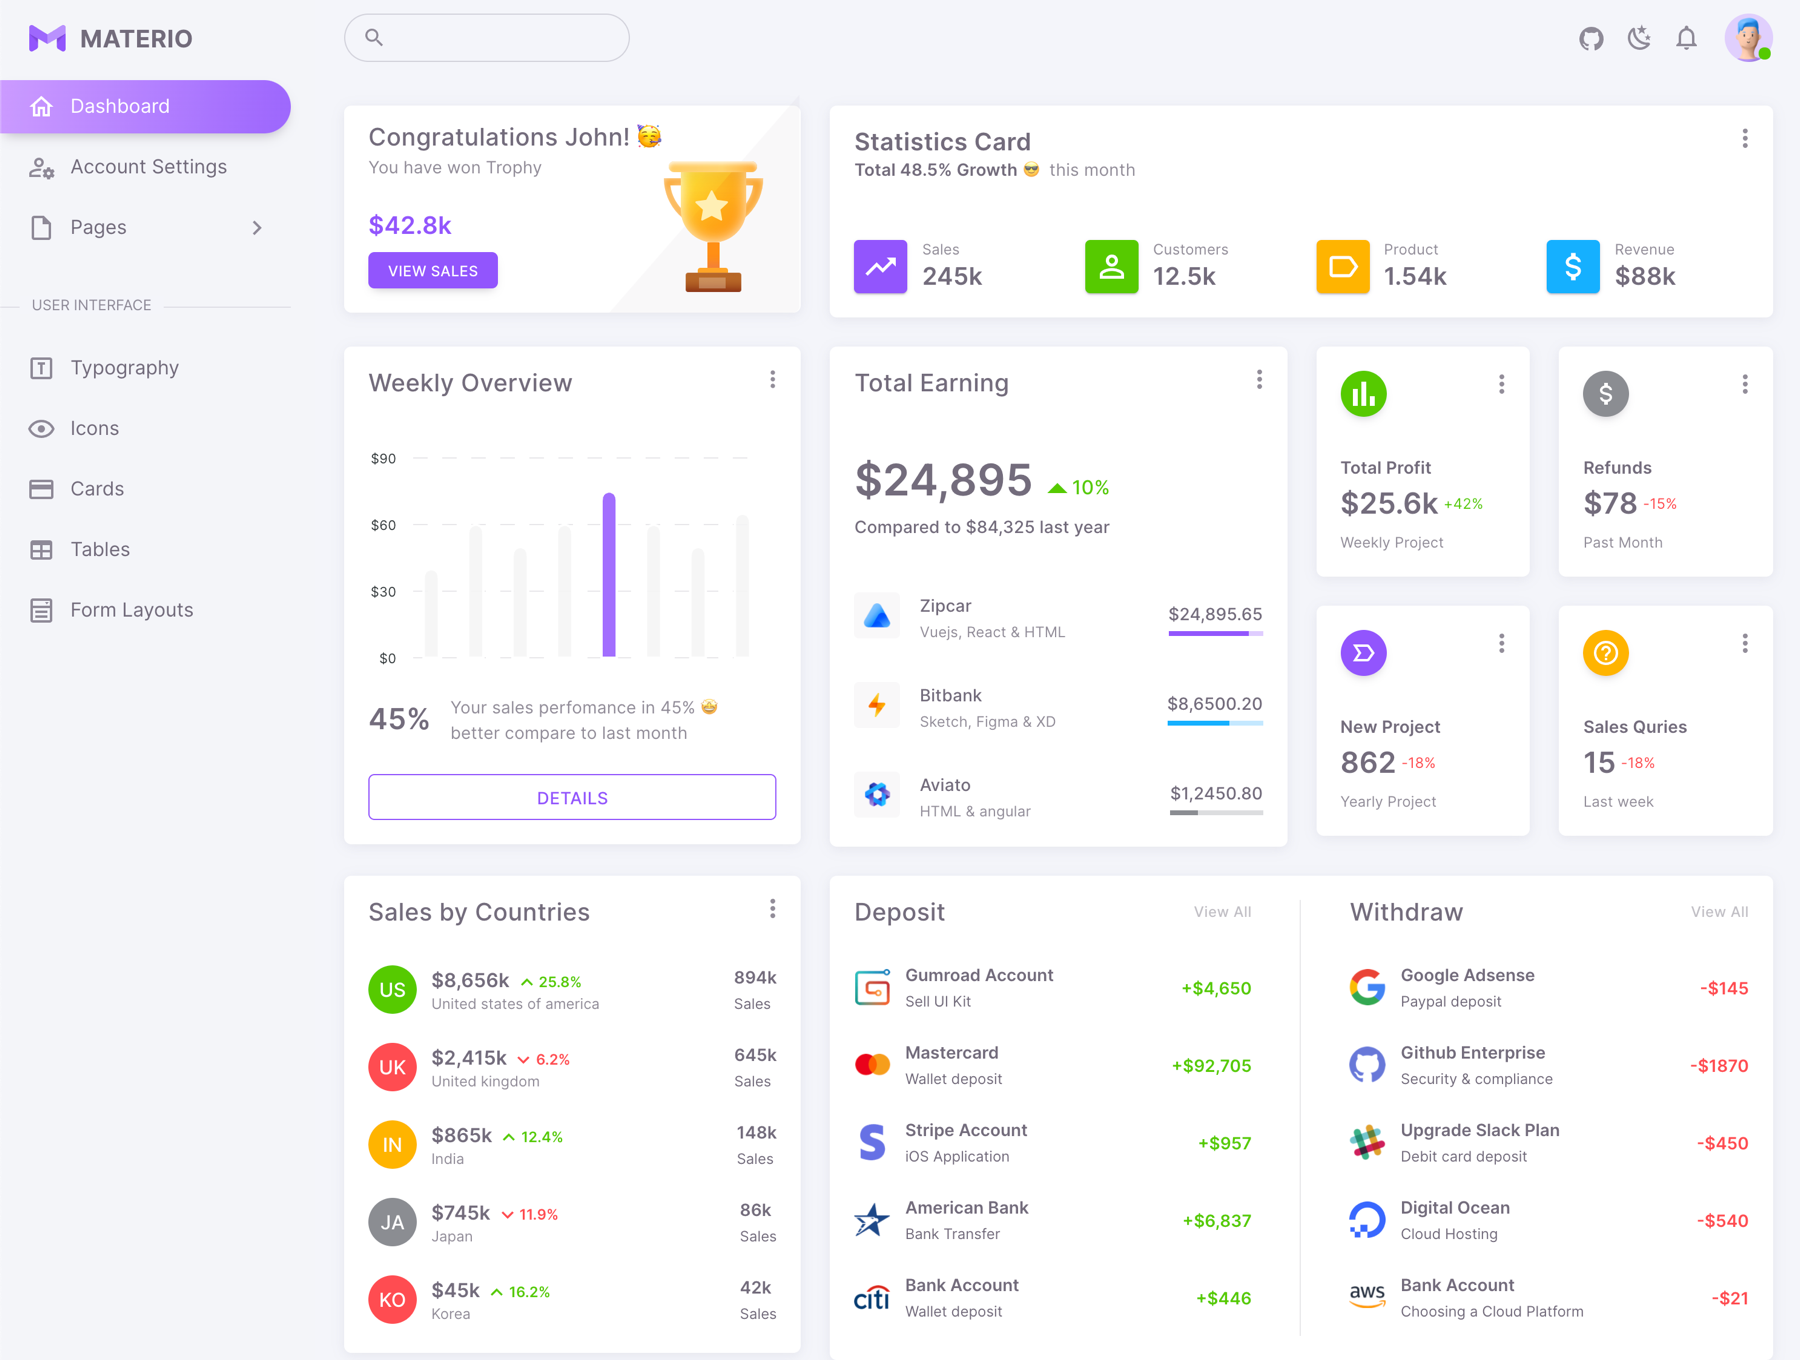 MATERIO
Dashboard
Account Settings
Pages
USER INTERFACE
Typography
Icons
Cards
Tables
Form Layouts
Congratulations John! 🥳
You have won Trophy
$42.8k
VIEW SALES
Statistics Card
Total 48.5% Growth 😎 this month
Sales
245k
Customers
12.5k
Product
1.54k
Revenue
$88k
Weekly Overview
$90
$60
$30
$0
45%
Your sales perfomance in 45% 🤩
better compare to last month
DETAILS
Total Earning
$24,895 10%
Compared to $84,325 last year
Zipcar
Vuejs, React & HTML
$24,895.65
Bitbank
Sketch, Figma & XD
$8,6500.20
Aviato
HTML & angular
$1,2450.80
Total Profit
$25.6k +42%
Weekly Project
Refunds
$78 -15%
Past Month
New Project
862 -18%
Yearly Project
Sales Quries
15 -18%
Last week
Sales by Countries
US
$8,656k 25.8%
United states of america
894k
Sales
UK
$2,415k 6.2%
United kingdom
645k
Sales
IN
$865k 12.4%
India
148k
Sales
JA
$745k 11.9%
Japan
86k
Sales
KO
$45k 16.2%
Korea
42k
Sales
Deposit
View All
Gumroad Account
Sell UI Kit
+$4,650
Mastercard
Wallet deposit
+$92,705
Stripe Account
iOS Application
+$957
American Bank
Bank Transfer
+$6,837
citi
Bank Account
Wallet deposit
+$446
Withdraw
View All
Google Adsense
Paypal deposit
-$145
Github Enterprise
Security & compliance
-$1870
Upgrade Slack Plan
Debit card deposit
-$450
Digital Ocean
Cloud Hosting
-$540
aws
Bank Account
Choosing a Cloud Platform
-$21